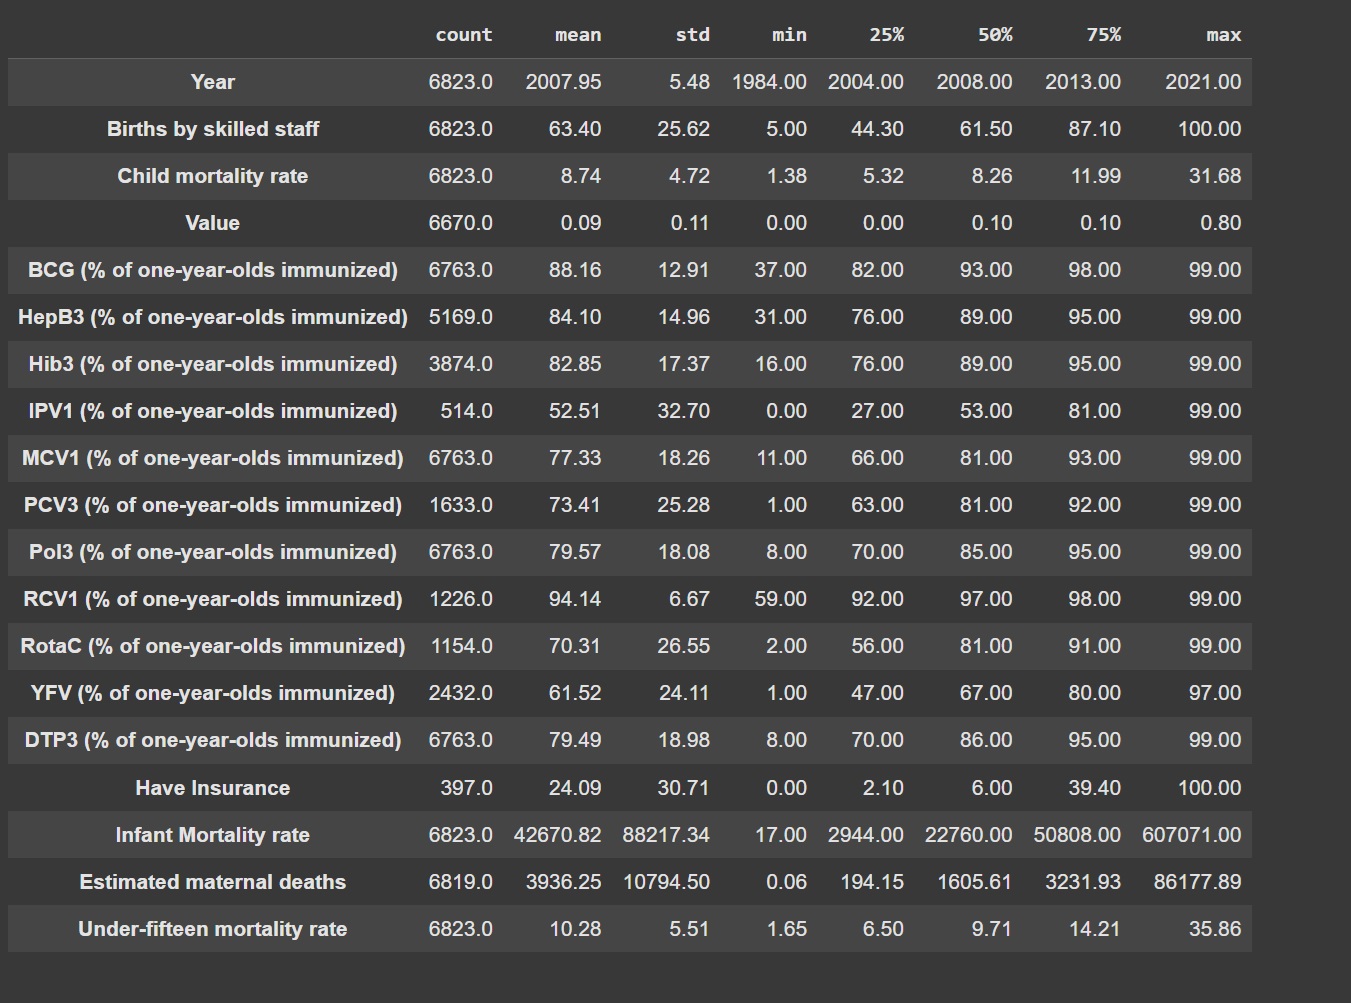 count mean std min 25% 50% 75% max
Year 6823.0 2007.95 5.48 1984.00 2004.00 2008.00 2013.00 2021.00
Births by skilled staff 6823.0 63.40 25.62 5.00 44.30 61.50 87.10 100.00
Child mortality rate 6823.0 8.74 4.72 1.38 5.32 8.26 11.99 31.68
Value 6670.0 0.09 0.11 0.00 0.00 0.10 0.10 0.80
BCG (% of one-year-olds immunized) 6763.0 88.16 12.91 37.00 82.00 93.00 98.00 99.00
HepB3 (% of one-year-olds immunized) 5169.0 84.10 14.96 31.00 76.00 89.00 95.00 99.00
Hib3 (% of one-year-olds immunized) 3874.0 82.85 17.37 16.00 76.00 89.00 95.00 99.00
IPV1 (% of one-year-olds immunized) 514.0 52.51 32.70 0.00 27.00 53.00 81.00 99.00
MCV1 (% of one-year-olds immunized) 6763.0 77.33 18.26 11.00 66.00 81.00 93.00 99.00
PCV3 (% of one-year-olds immunized) 1633.0 73.41 25.28 1.00 63.00 81.00 92.00 99.00
Pol3 (% of one-year-olds immunized) 6763.0 79.57 18.08 8.00 70.00 85.00 95.00 99.00
RCV1 (% of one-year-olds immunized) 1226.0 94.14 6.67 59.00 92.00 97.00 98.00 99.00
RotaC (% of one-year-olds immunized) 1154.0 70.31 26.55 2.00 56.00 81.00 91.00 99.00
YFV (% of one-year-olds immunized) 2432.0 61.52 24.11 1.00 47.00 67.00 80.00 97.00
DTP3 (% of one-year-olds immunized) 6763.0 79.49 18.98 8.00 70.00 86.00 95.00 99.00
Have Insurance 397.0 24.09 30.71 0.00 2.10 6.00 39.40 100.00
Infant Mortality rate 6823.0 42670.82 88217.34 17.00 2944.00 22760.00 50808.00 607071.00
Estimated maternal deaths 6819.0 3936.25 10794.50 0.06 194.15 1605.61 3231.93 86177.89
Under-fifteen mortality rate 6823.0 10.28 5.51 1.65 6.50 9.71 14.21 35.86